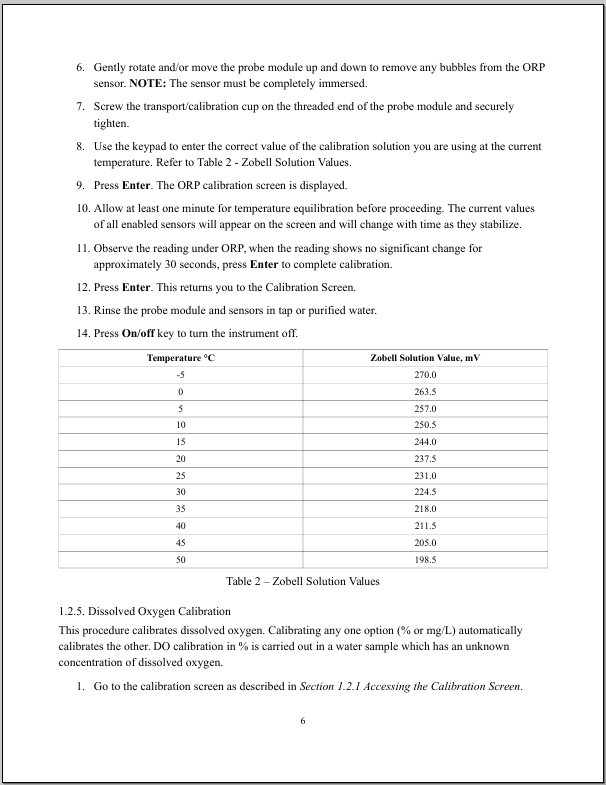 6. Gently rotate and/or move the probe module up and down to remove any bubbles from the ORP
sensor. NOTE: The sensor must be completely immersed.
7. Screw the transport/calibration cup on the threaded end of the probe module and securely
tighten.
8. Use the keypad to enter the correct value of the calibration solution you are using at the current
temperature. Refer to Table 2 - Zobell Solution Values.
9. Press Enter. The ORP calibration screen is displayed.
10. Allow at least one minute for temperature equilibration before proceeding. The current values
of all enabled sensors will appear on the screen and will change with time as they stabilize.
11. Observe the reading under ORP, when the reading shows no significant change for
approximately 30 seconds, press Enter to complete calibration.
12. Press Enter. This returns you to the Calibration Screen.
13. Rinse the probe module and sensors in tap or purified water.
14. Press On/off key to turn the instrument off.
Temperature °C Zobell Solution Value, mV
-5 270.0
0 263.5
5 257.0
10 250.5
15 244.0
20 237.5
25 231.0
30 224.5
35 218.0
40 211.5
45 205.0
50 198.5
Table 2 – Zobell Solution Values
1.2.5. Dissolved Oxygen Calibration
This procedure calibrates dissolved oxygen. Calibrating any one option (% or mg/L) automatically
calibrates the other. DO calibration in % is carried out in a water sample which has an unknown
concentration of dissolved oxygen.
1. Go to the calibration screen as described in Section 1.2.1 Accessing the Calibration Screen.
6